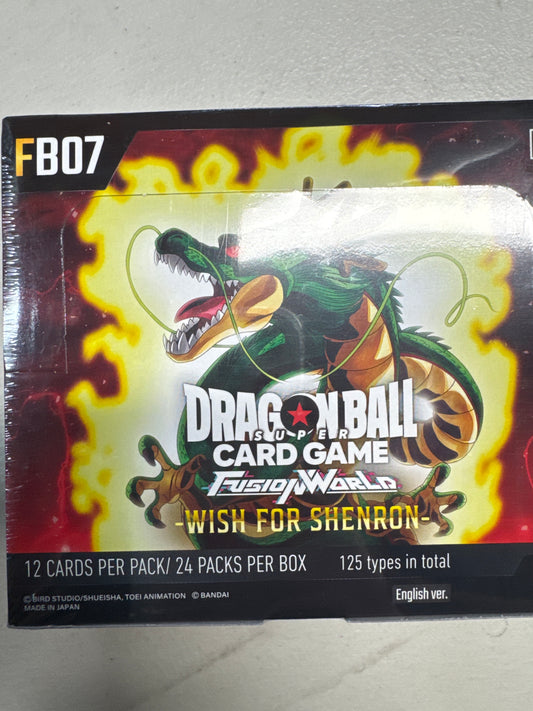 FB07
DRAGON BALL
SUPER
CARD GAME
FUSION WORLD
-WISH FOR SHENRON-
12 CARDS PER PACK/ 24 PACKS PER BOX 125 types in total
©BIRD STUDIO/SHUEISHA, TOEI ANIMATION © BANDAI
MADE IN JAPAN
English ver.